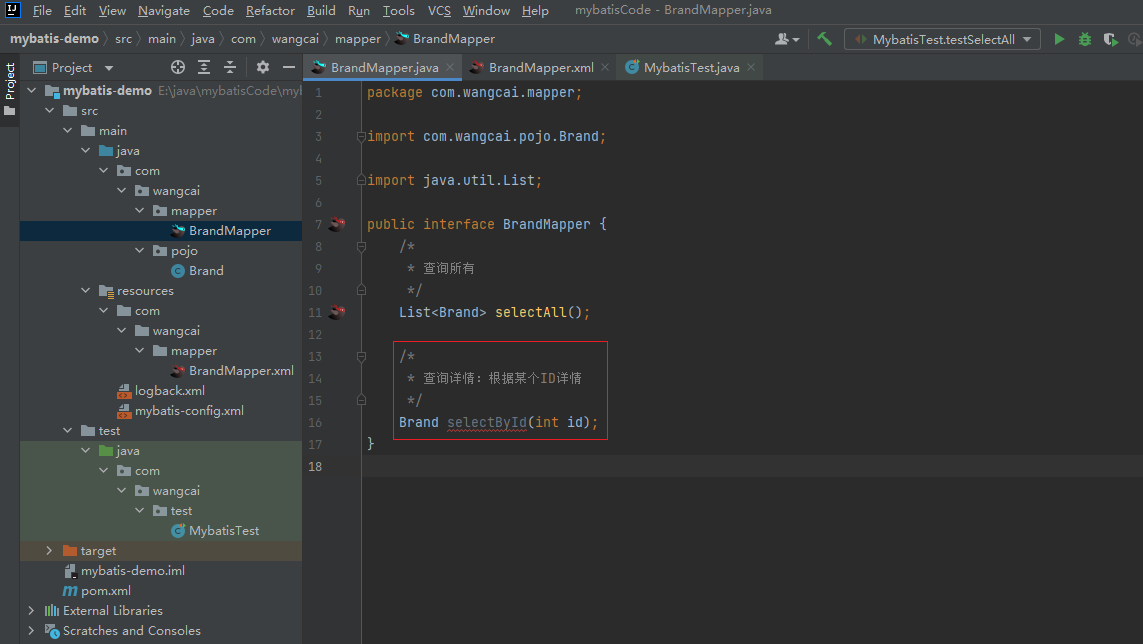 File Edit View Navigate Code Refactor Build Run Tools VCS Window Help mybatisCode - BrandMapper.java
mybatis-demo src main java com wangcai mapper BrandMapper MybatisTest.testSelectAll
Project
Project
BrandMapper.java BrandMapper.xml MybatisTest.java
mybatis-demo E:\java\mybatisCode\myl
src
main
java
com
wangcai
mapper
BrandMapper
pojo
Brand
resources
com
wangcai
mapper
BrandMapper.xml
logback.xml
mybatis-config.xml
test
java
com
wangcai
test
MybatisTest
target
mybatis-demo.iml
pom.xml
External Libraries
Scratches and Consoles
1 package com.wangcai.mapper;
2
3 import com.wangcai.pojo.Brand;
4
5 import java.util.List;
6
7 public interface BrandMapper {
8 /*
9 * 查询所有
10 */
11 List<Brand> selectAll();
12
13 /*
14 * 查询详情：根据某个ID详情
15 */
16 Brand selectById(int id);
17 }
18